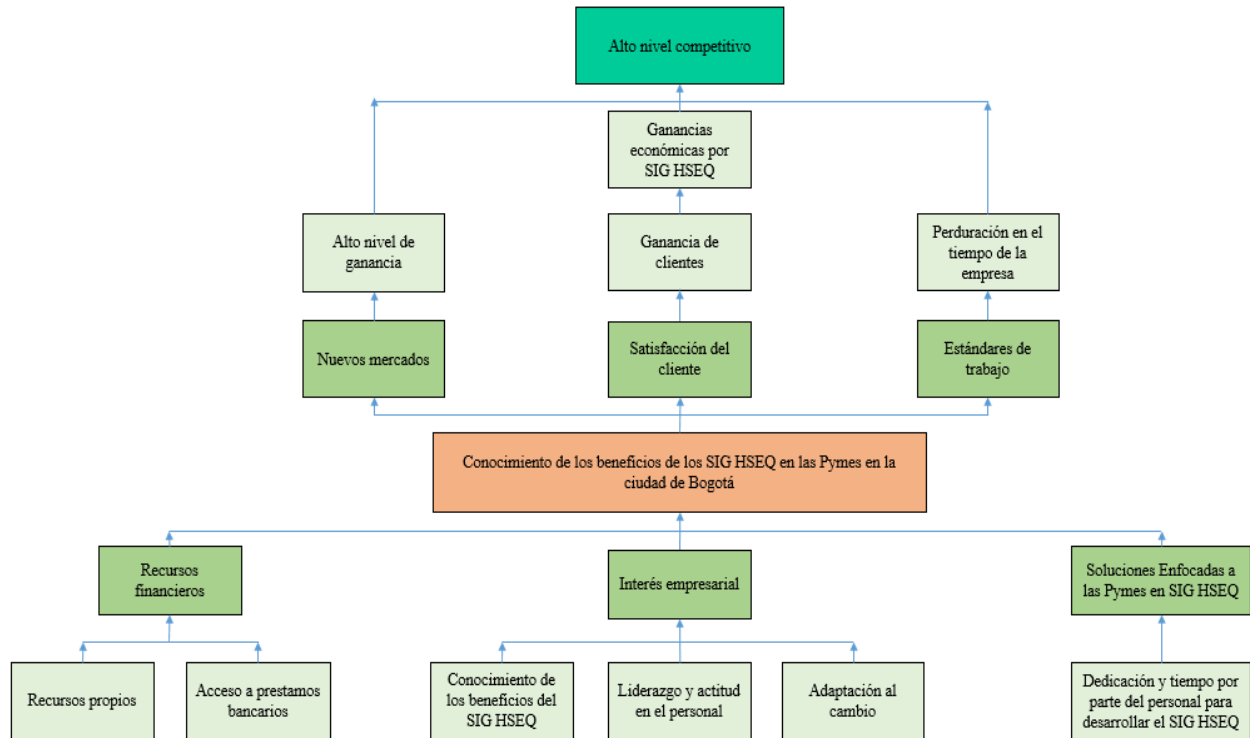 Alto nivel competitivo
Ganancias
económicas por
SIG HSEQ
Alto nivel de
ganancia
Ganancia de
clientes
Perduración en el
tiempo de la
empresa
Nuevos mercados
Satisfacción del
cliente
Estándares de
trabajo
Conocimiento de los beneficios de los SIG HSEQ en las Pymes en la
ciudad de Bogotá
Recursos
financieros
Interés empresarial
Soluciones Enfocadas a
las Pymes en SIG HSEQ
Recursos propios
Acceso a prestamos
bancarios
Conocimiento de
los beneficios del
SIG HSEQ
Liderazgo y actitud
en el personal
Adaptación al
cambio
Dedicación y tiempo por
parte del personal para
desarrollar el SIG HSEQ